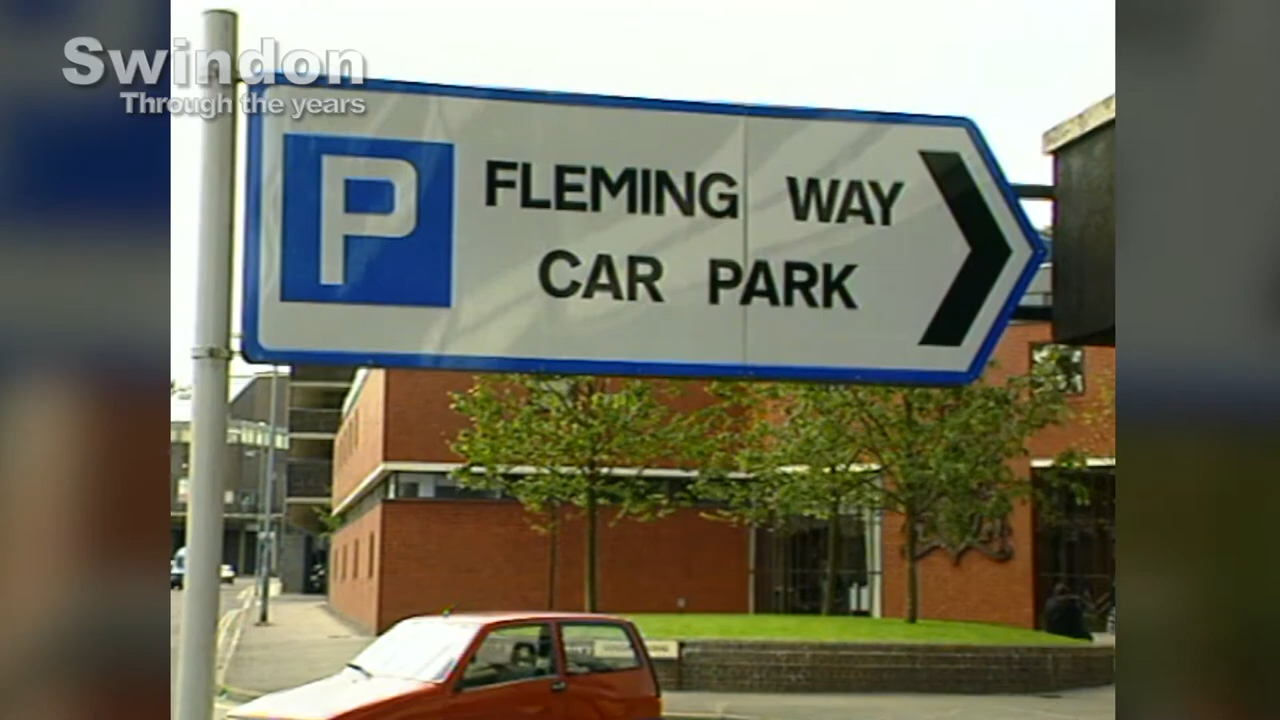 Swindon
Through the years
P
FLEMING WAY
CAR PARK